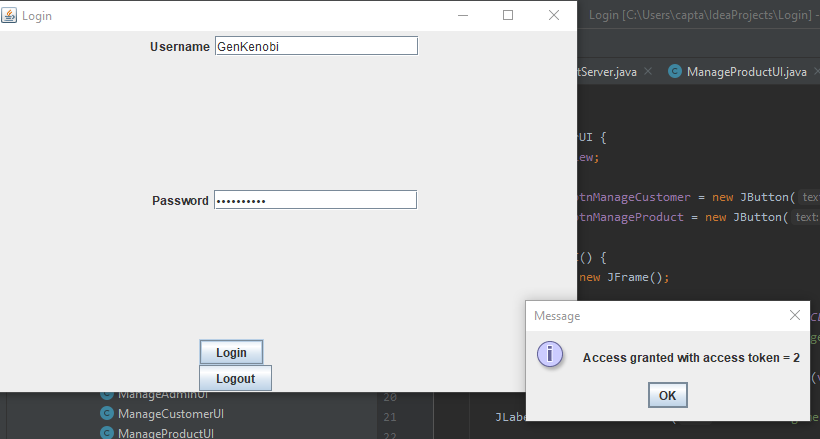 Login
Login [C:\Users\capta\IdeaProjects\Login] -
Username GenKenobi
tServer.java
ManageProductUI.java
UI {
ew;
Password
btnManageCustomer = new JButton( text
btnManageProduct = new JButton( text:
() {
new JFrame();
Message
Access granted with access token = 2
OK
Login
Logout
ManageAdminUI
ManageCustomerUI
ManageProductUI
20
21
22
JLabe